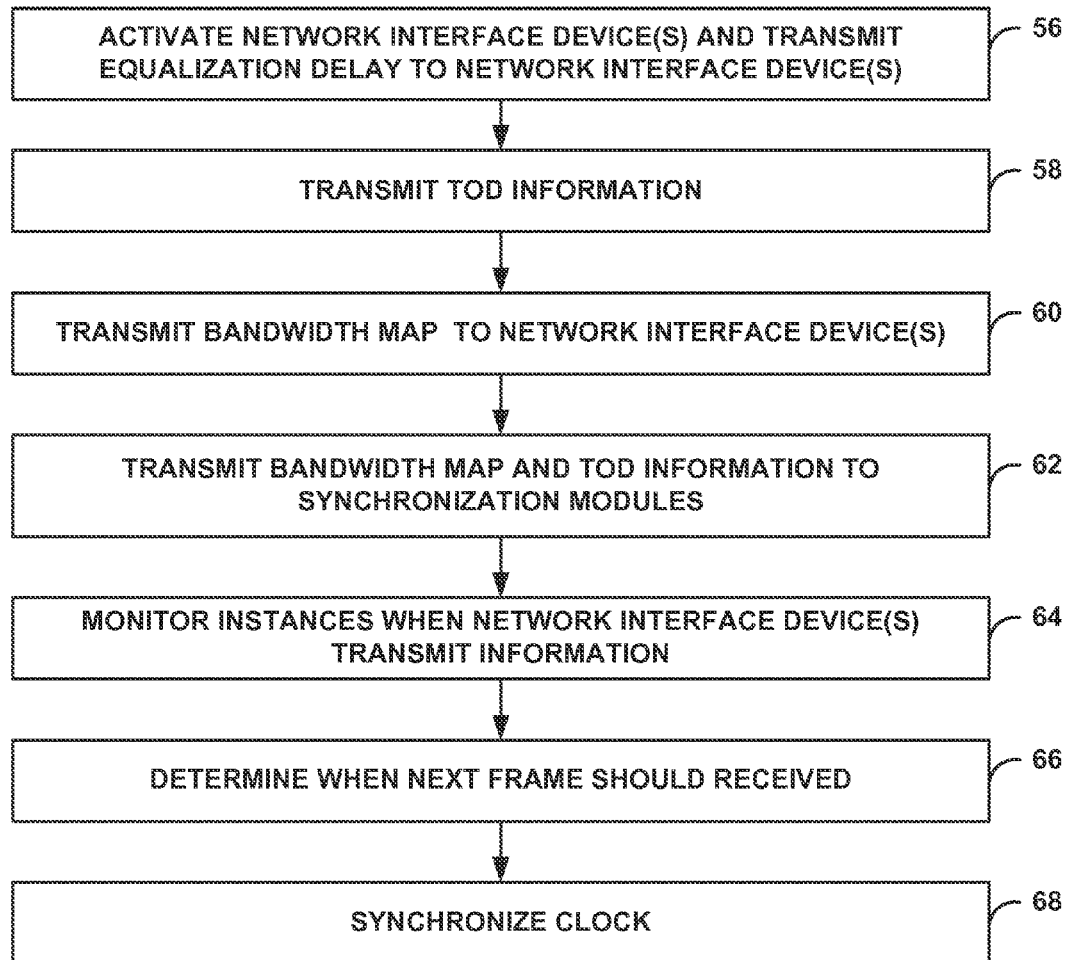 ACTIVATE NETWORK INTERFACE DEVICE(S) AND TRANSMIT
EQUALIZATION DELAY TO NETWORK INTERFACE DEVICE(S)
56
TRANSMIT TOD INFORMATION
58
TRANSMIT BANDWIDTH MAP TO NETWORK INTERFACE DEVICE(S)
60
TRANSMIT BANDWIDTH MAP AND TOD INFORMATION TO
SYNCHRONIZATION MODULES
62
MONITOR INSTANCES WHEN NETWORK INTERFACE DEVICE(S)
TRANSMIT INFORMATION
64
DETERMINE WHEN NEXT FRAME SHOULD RECEIVED
66
SYNCHRONIZE CLOCK
68